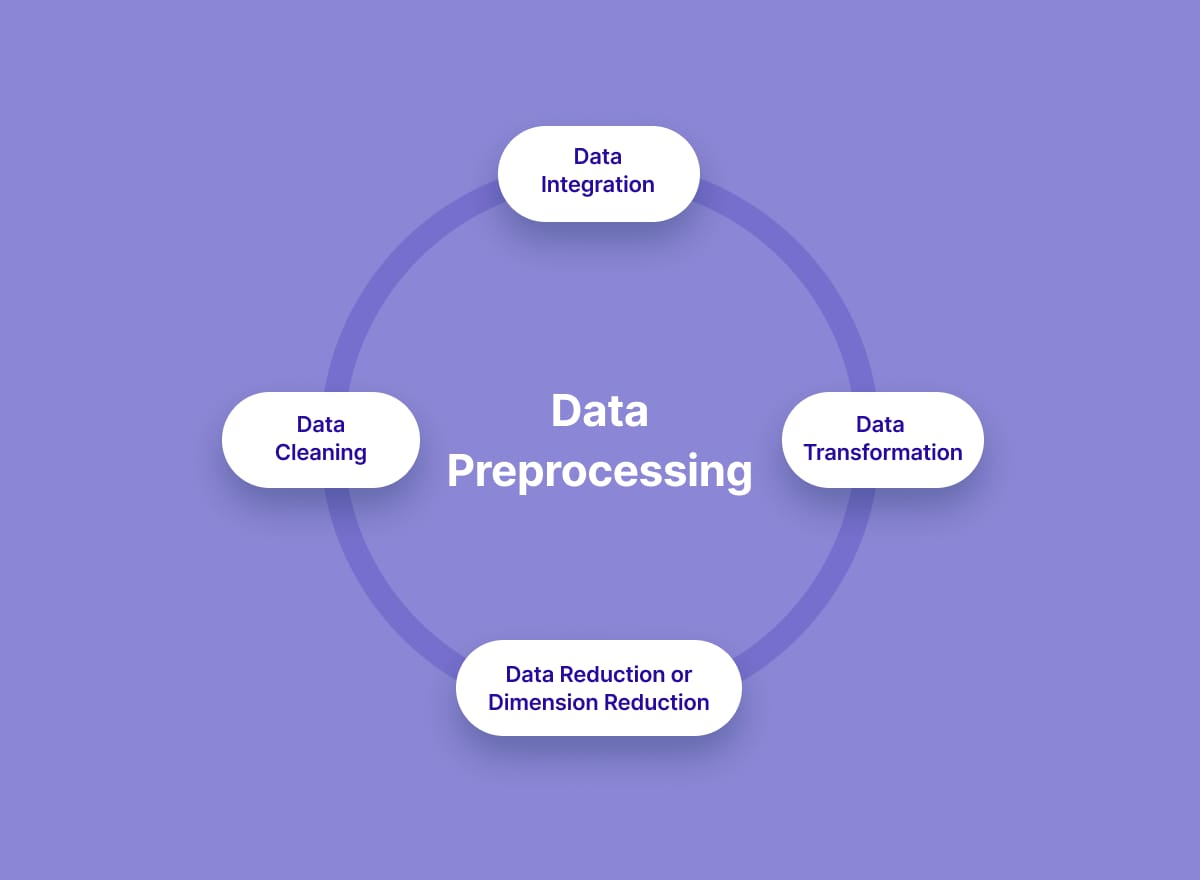 Data
Integration
Data
Cleaning
Data
Preprocessing
Data
Transformation
Data Reduction or
Dimension Reduction